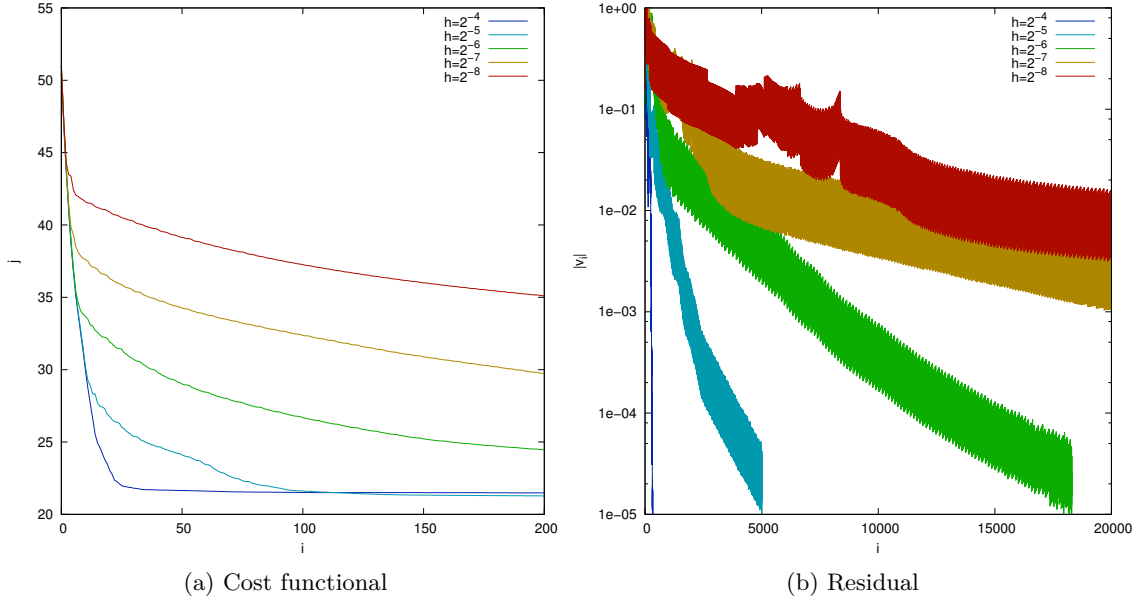 55
50
45
40
35
30
25
20
0
50
100
150
200
j
i
h=2⁻⁴
h=2⁻⁵
h=2⁻⁶
h=2⁻⁷
h=2⁻⁸
(a) Cost functional
1e+00
1e-01
1e-02
1e-03
1e-04
1e-05
0
5000
10000
15000
20000
|vᵢ|
i
h=2⁻⁴
h=2⁻⁵
h=2⁻⁶
h=2⁻⁷
h=2⁻⁸
(b) Residual